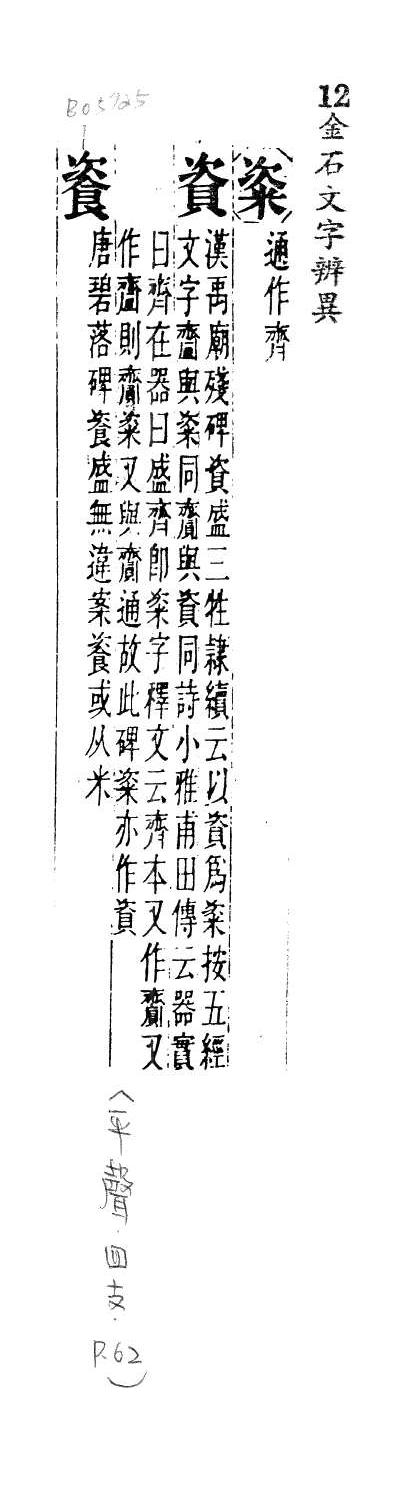 12金石文字辨異
粢 通作齊
資 漢禹廟殘碑資盛三牲隸續云以資爲粢按五經
文字齍與粢同齎與資同詩小雅甫田傳云器實
曰齊在器曰盛齊卽粢字釋文云齊本又作齎又
作齍則齎粢又與齎通故此碑粢亦作資
餈 唐碧落碑餈盛無違案餈或从米
B05725
1
〈平聲·四支·P.62〉